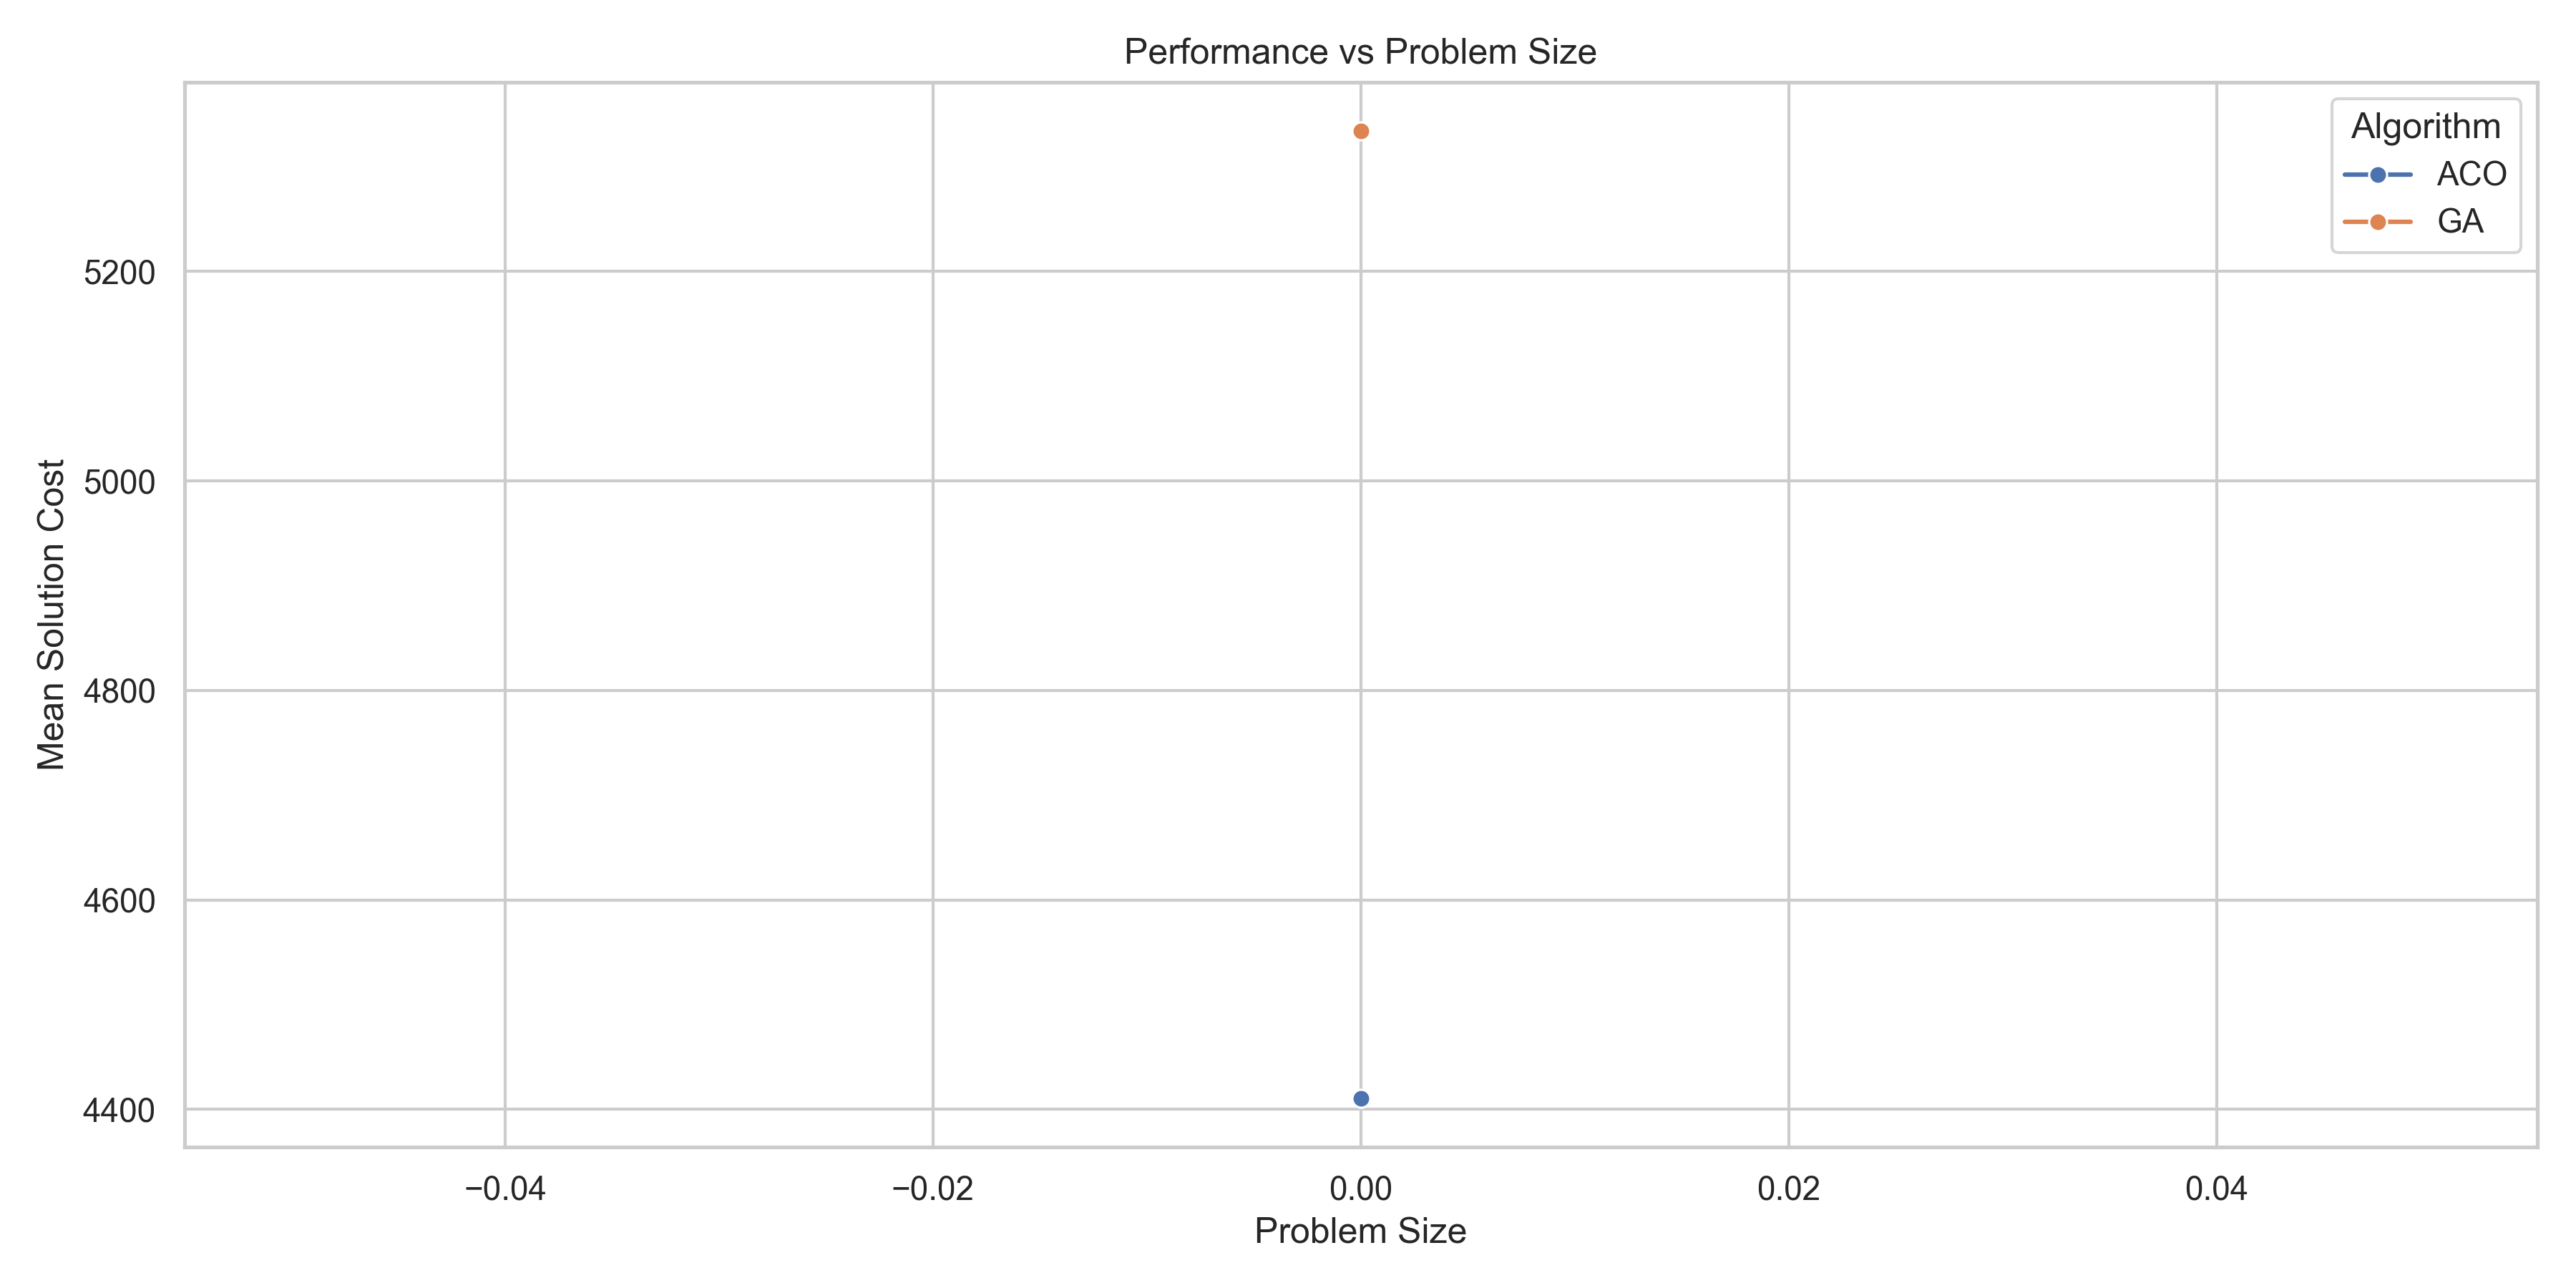 Performance vs Problem Size
Algorithm
ACO
GA
5200
5000
4800
4600
4400
Mean Solution Cost
−0.04
−0.02
0.00
0.02
0.04
Problem Size